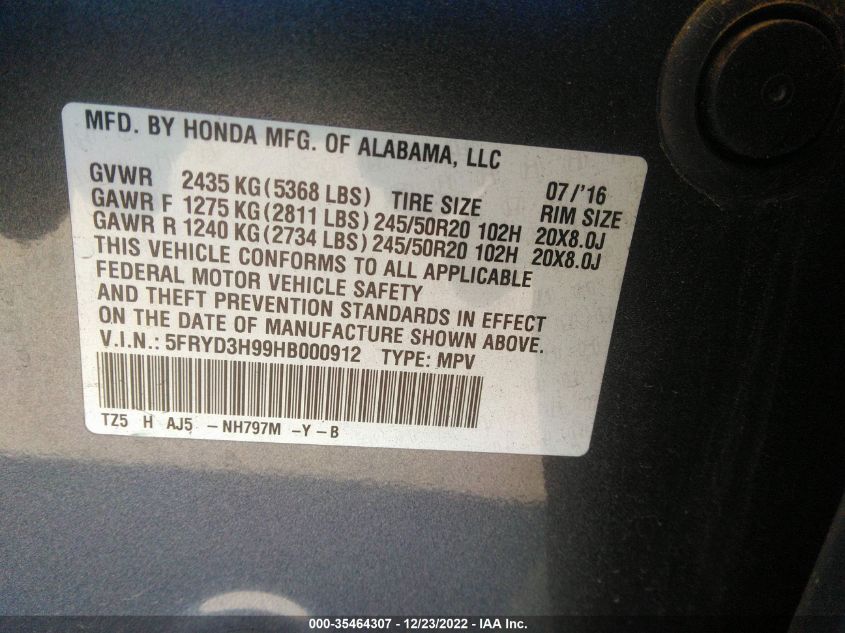 MFD. BY HONDA MFG. OF ALABAMA, LLC
GVWR 2435 KG(5368 LBS) TIRE SIZE 07/'16 RIM SIZE
GAWR F 1275 KG(2811 LBS) 245/50R20 102H 20X8.0J
GAWR R 1240 KG(2734 LBS) 245/50R20 102H 20X8.0J
THIS VEHICLE CONFORMS TO ALL APPLICABLE
FEDERAL MOTOR VEHICLE SAFETY
AND THEFT PREVENTION STANDARDS IN EFFECT
ON THE DATE OF MANUFACTURE SHOWN ABOVE.
V.I.N.: 5FRYD3H99HB000912 TYPE: MPV
TZ5 H AJ5 -NH797M -Y-B
000-35464307 - 12/23/2022 - IAA Inc.